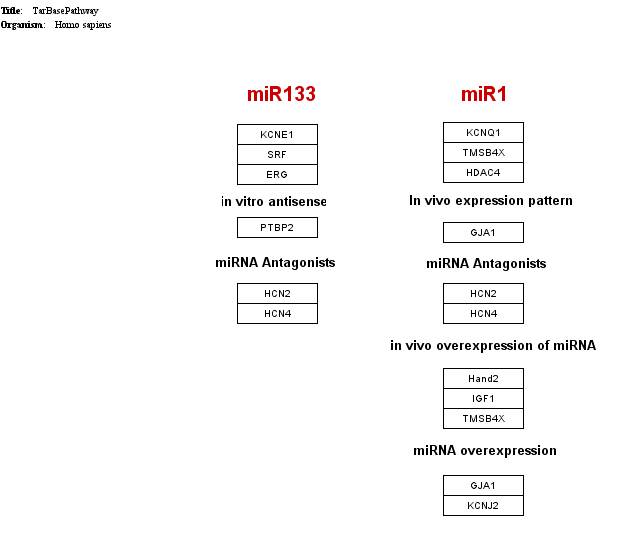 Title: TarBasePathway
Organism: Homo sapiens
miR133
KCNE1
SRF
ERG
in vitro antisense
PTBP2
miRNA Antagonists
HCN2
HCN4
miR1
KCNQ1
TMSB4X
HDAC4
In vivo expression pattern
GJA1
miRNA Antagonists
HCN2
HCN4
in vivo overexpression of miRNA
Hand2
IGF1
TMSB4X
miRNA overexpression
GJA1
KCNJ2